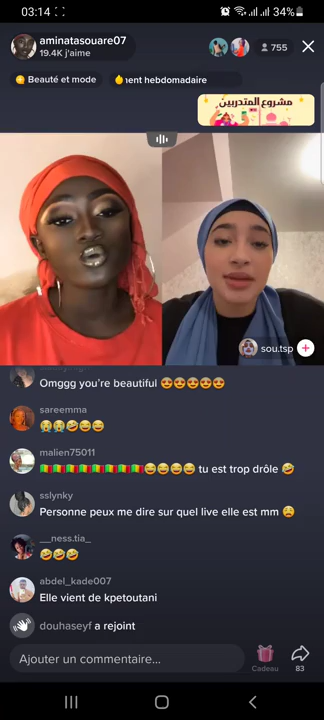 03:14
34%
aminatasouare07
19.4K j'aime
755
Beauté et mode
nent hebdomadaire
مشروع المتدربين
sou.tsp
Omggg you're beautiful 😍😍😍😍😍
sareemma
😭😭🤣😂😂
malien75011
😂😂😂😂 tu est trop drôle 🤣
sslynky
Personne peux me dire sur quel live elle est mm 😩
__ness.tia_
🤣🤣🤣
abdel_kade007
Elle vient de kpetoutani
douhaseyf a rejoint
Ajouter un commentaire...
Cadeau
83